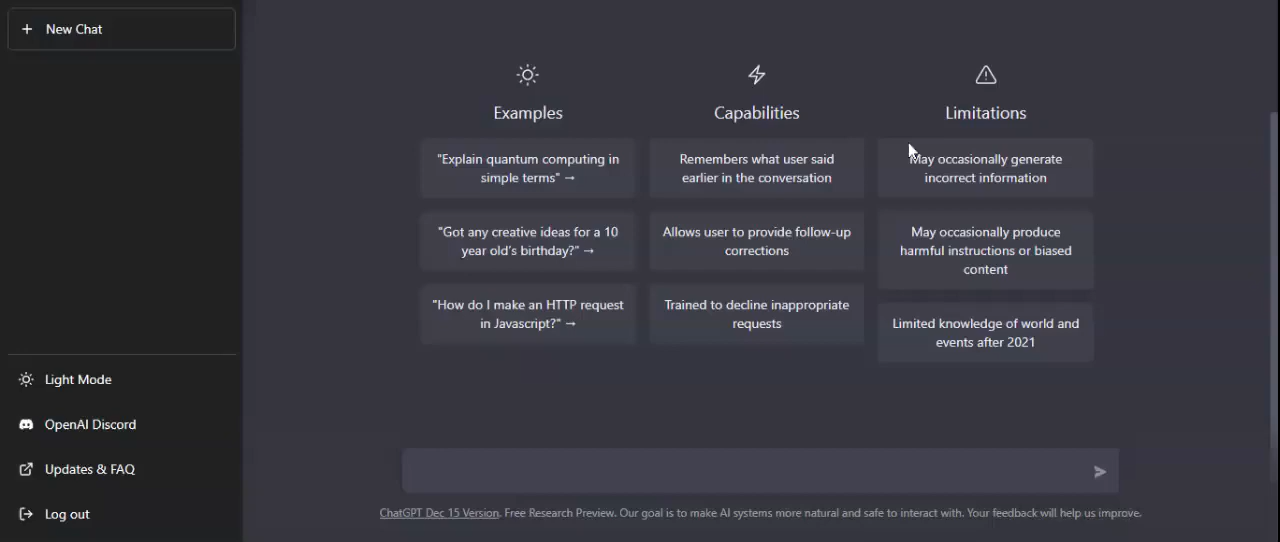 New Chat
Examples
"Explain quantum computing in
simple terms" →
"Got any creative ideas for a 10
year old's birthday?" →
"How do I make an HTTP request
in Javascript?" →
Capabilities
Remembers what user said
earlier in the conversation
Allows user to provide follow-up
corrections
Trained to decline inappropriate
requests
Limitations
May occasionally generate
incorrect information
May occasionally produce
harmful instructions or biased
content
Limited knowledge of world and
events after 2021
Light Mode
OpenAI Discord
Updates & FAQ
Log out
ChatGPT Dec 15 Version. Free Research Preview. Our goal is to make AI systems more natural and safe to interact with. Your feedback will help us improve.